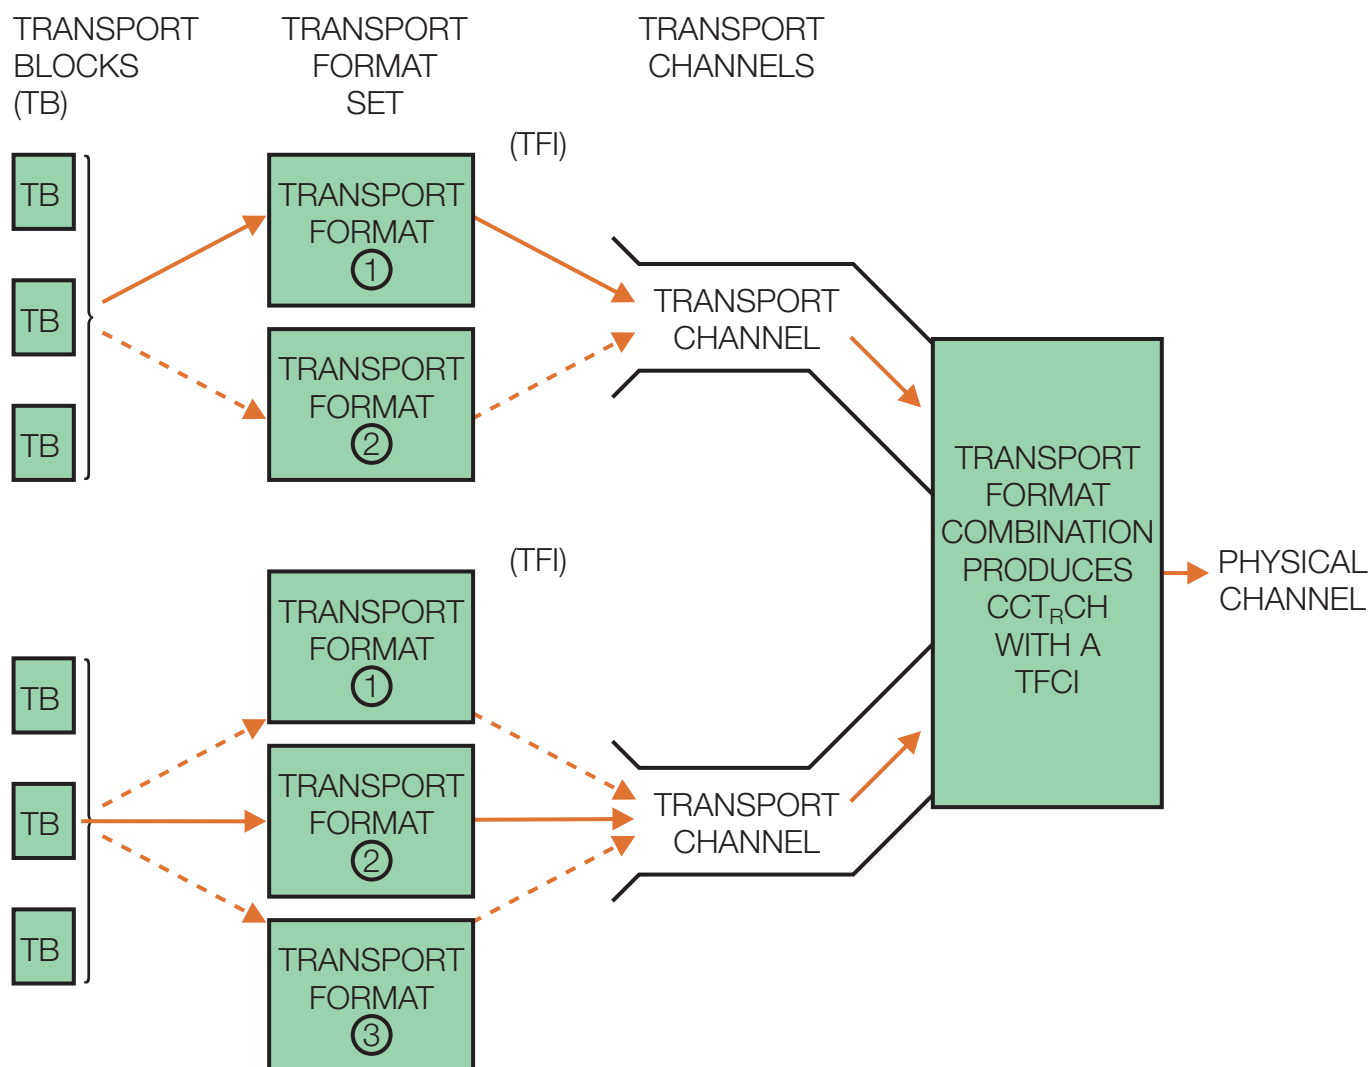 TRANSPORT
BLOCKS
(TB)
TRANSPORT
FORMAT
SET
TRANSPORT
CHANNELS
(TFI)
TB
TB
TB
TRANSPORT
FORMAT
1
TRANSPORT
FORMAT
2
TRANSPORT
CHANNEL
(TFI)
TB
TB
TB
TRANSPORT
FORMAT
1
TRANSPORT
FORMAT
2
TRANSPORT
FORMAT
3
TRANSPORT
CHANNEL
TRANSPORT
FORMAT
COMBINATION
PRODUCES
CCTRCH
WITH A
TFCI
PHYSICAL
CHANNEL